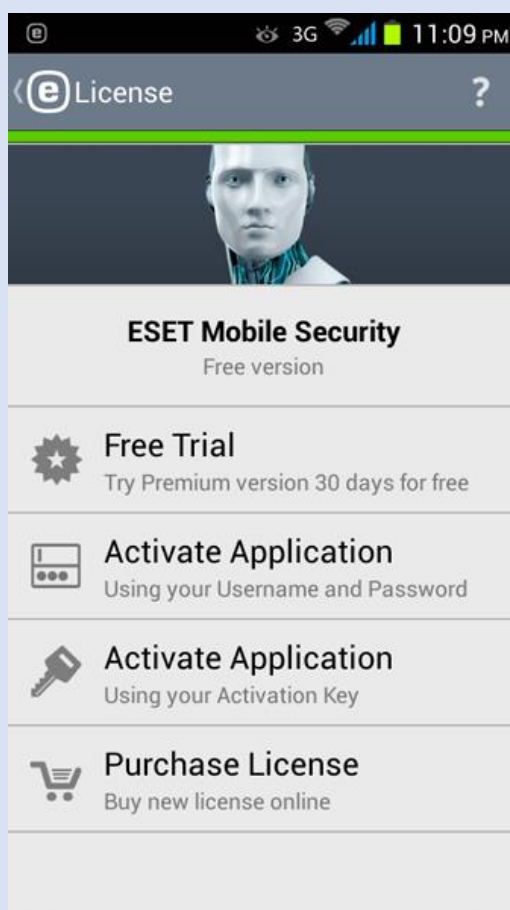 e 3G 11:09 PM
e License ?
ESET Mobile Security
Free version
Free Trial
Try Premium version 30 days for free
Activate Application
Using your Username and Password
Activate Application
Using your Activation Key
Purchase License
Buy new license online